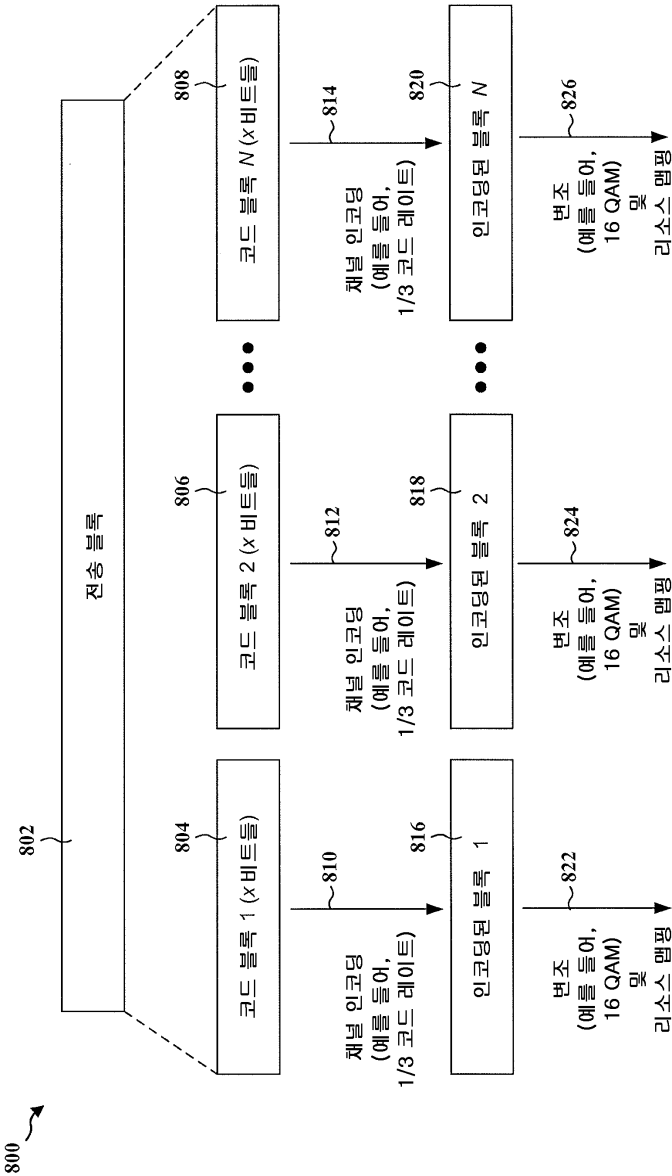 800
802
전송 블록
804
806
808
코드 블록 1 (x 비트들)
코드 블록 2 (x 비트들)
코드 블록 N (x 비트들)
채널 인코딩
(예를 들어,
1/3 코드 레이트)
810
채널 인코딩
(예를 들어,
1/3 코드 레이트)
812
채널 인코딩
(예를 들어,
1/3 코드 레이트)
814
816
818
820
인코딩된 블록 1
인코딩된 블록 2
인코딩된 블록 N
변조
(예를 들어,
16 QAM)
및
리소스 맵핑
822
변조
(예를 들어,
16 QAM)
및
리소스 맵핑
824
변조
(예를 들어,
16 QAM)
및
리소스 맵핑
826